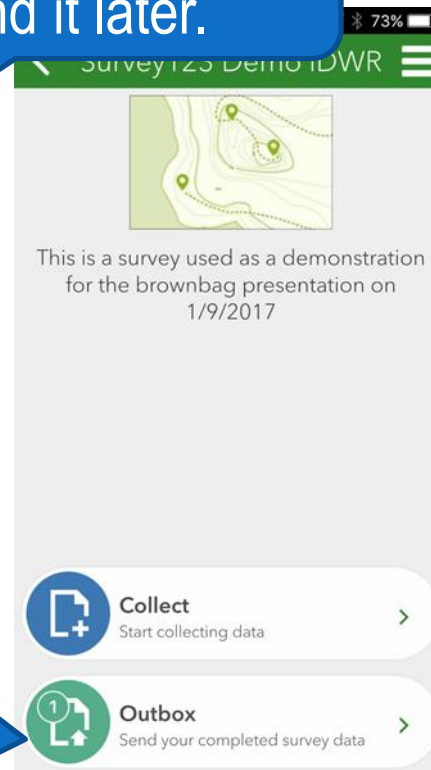 nd it later.
73%
Survey123 Demo IDWR
This is a survey used as a demonstration
for the brownbag presentation on
1/9/2017
Collect
Start collecting data
1
Outbox
Send your completed survey data